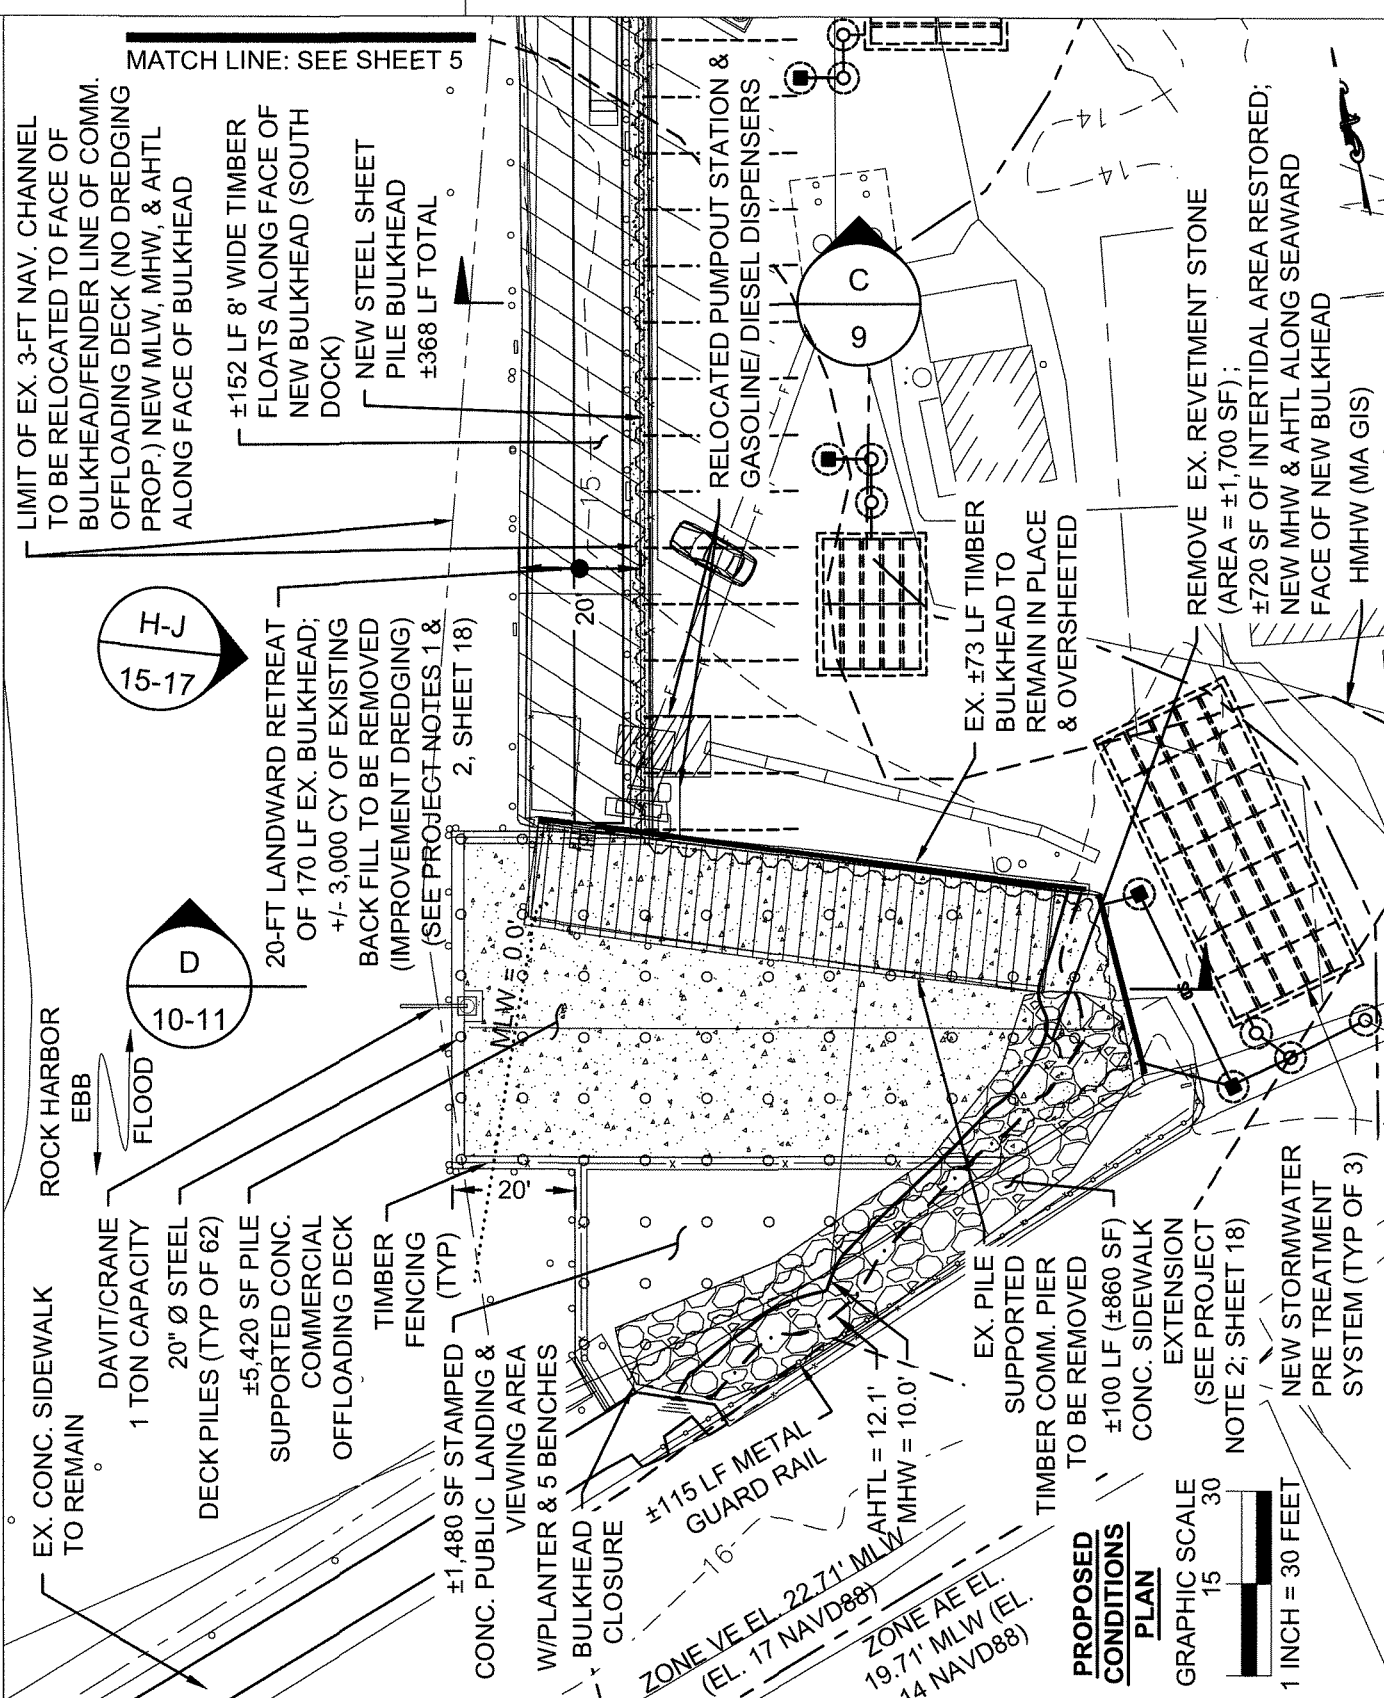 MATCH LINE: SEE SHEET 5
LIMIT OF EX. 3-FT NAV. CHANNEL
TO BE RELOCATED TO FACE OF
BULKHEAD/FENDER LINE OF COMM.
OFFLOADING DECK (NO DREDGING
PROP.) NEW MLW, MHW, & AHTL
ALONG FACE OF BULKHEAD
±152 LF 8' WIDE TIMBER
FLOATS ALONG FACE OF
NEW BULKHEAD (SOUTH
DOCK)
NEW STEEL SHEET
PILE BULKHEAD
±368 LF TOTAL
H-J
15-17
20-FT LANDWARD RETREAT
OF 170 LF EX. BULKHEAD;
+/- 3,000 CY OF EXISTING
BACK FILL TO BE REMOVED
(IMPROVEMENT DREDGING)
(SEE PROJECT NOTES 1 &
2, SHEET 18)
20'
15
RELOCATED PUMPOUT STATION &
GASOLINE/ DIESEL DISPENSERS
C
9
14
14
F
F
F
F
EX. ±73 LF TIMBER
BULKHEAD TO
REMAIN IN PLACE
& OVERSHEETED
REMOVE EX. REVETMENT STONE
(AREA = ±1,700 SF) ;
±720 SF OF INTERTIDAL AREA RESTORED;
NEW MHW & AHTL ALONG SEAWARD
FACE OF NEW BULKHEAD
HMHW (MA GIS)
D
10-11
ROCK HARBOR
EBB
FLOOD
EX. CONC. SIDEWALK
TO REMAIN
DAVIT/CRANE
1 TON CAPACITY
20" Ø STEEL
DECK PILES (TYP OF 62)
±5,420 SF PILE
SUPPORTED CONC.
COMMERCIAL
OFFLOADING DECK
TIMBER
FENCING
(TYP)
MLW = 0.0'
20'
±1,480 SF STAMPED
CONC. PUBLIC LANDING &
VIEWING AREA
W/PLANTER & 5 BENCHES
BULKHEAD
CLOSURE
±115 LF METAL
GUARD RAIL
AHTL = 12.1'
MHW = 10.0'
16
ZONE VE EL. 22.71' MLW
(EL. 17 NAVD88)
ZONE AE EL.
19.71' MLW (EL.
14 NAVD88)
EX. PILE
SUPPORTED
TIMBER COMM. PIER
TO BE REMOVED
±100 LF (±860 SF)
CONC. SIDEWALK
EXTENSION
(SEE PROJECT
NOTE 2; SHEET 18)
NEW STORMWATER
PRE TREATMENT
SYSTEM (TYP OF 3)
PROPOSED
CONDITIONS
PLAN
GRAPHIC SCALE
15 30
1 INCH = 30 FEET